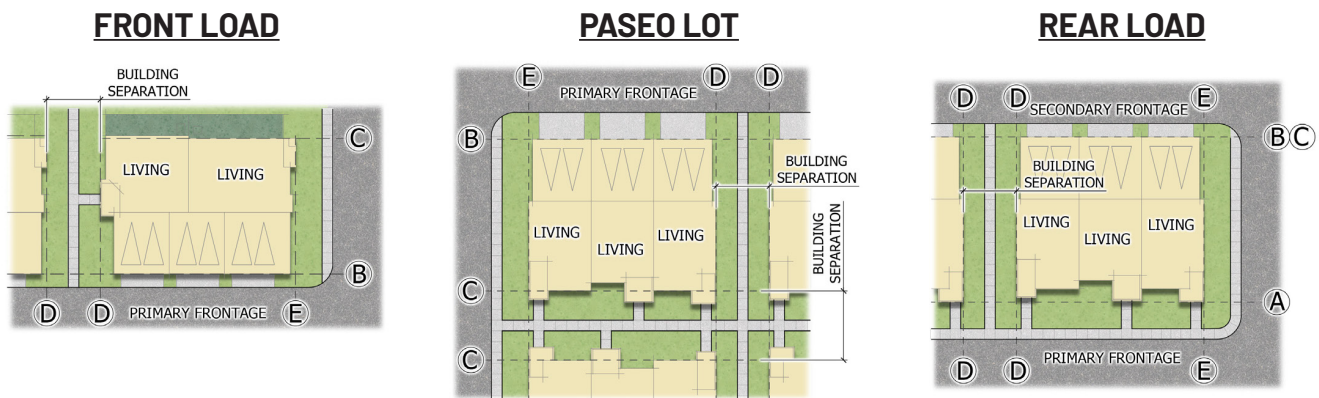 FRONT LOAD
BUILDING
SEPARATION
LIVING
LIVING
C
B
D
D
PRIMARY FRONTAGE
E
PASEO LOT
E
D
D
PRIMARY FRONTAGE
B
BUILDING
SEPARATION
LIVING
LIVING
LIVING
BUILDING
SEPARATION
C
C
REAR LOAD
D
D
E
SECONDARY FRONTAGE
B
C
BUILDING
SEPARATION
LIVING
LIVING
LIVING
A
PRIMARY FRONTAGE
D
D
E